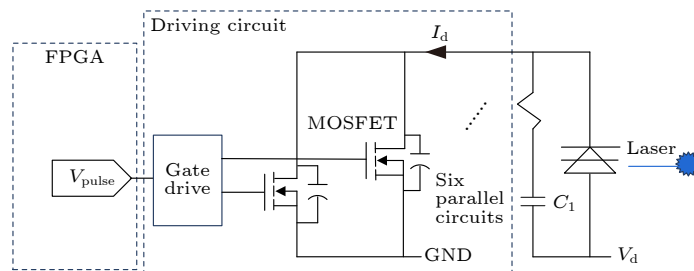 Driving circuit
FPGA
I_d
MOSFET
Laser
V_pulse
Gate
drive
Six
parallel
circuits
C_1
GND
V_d